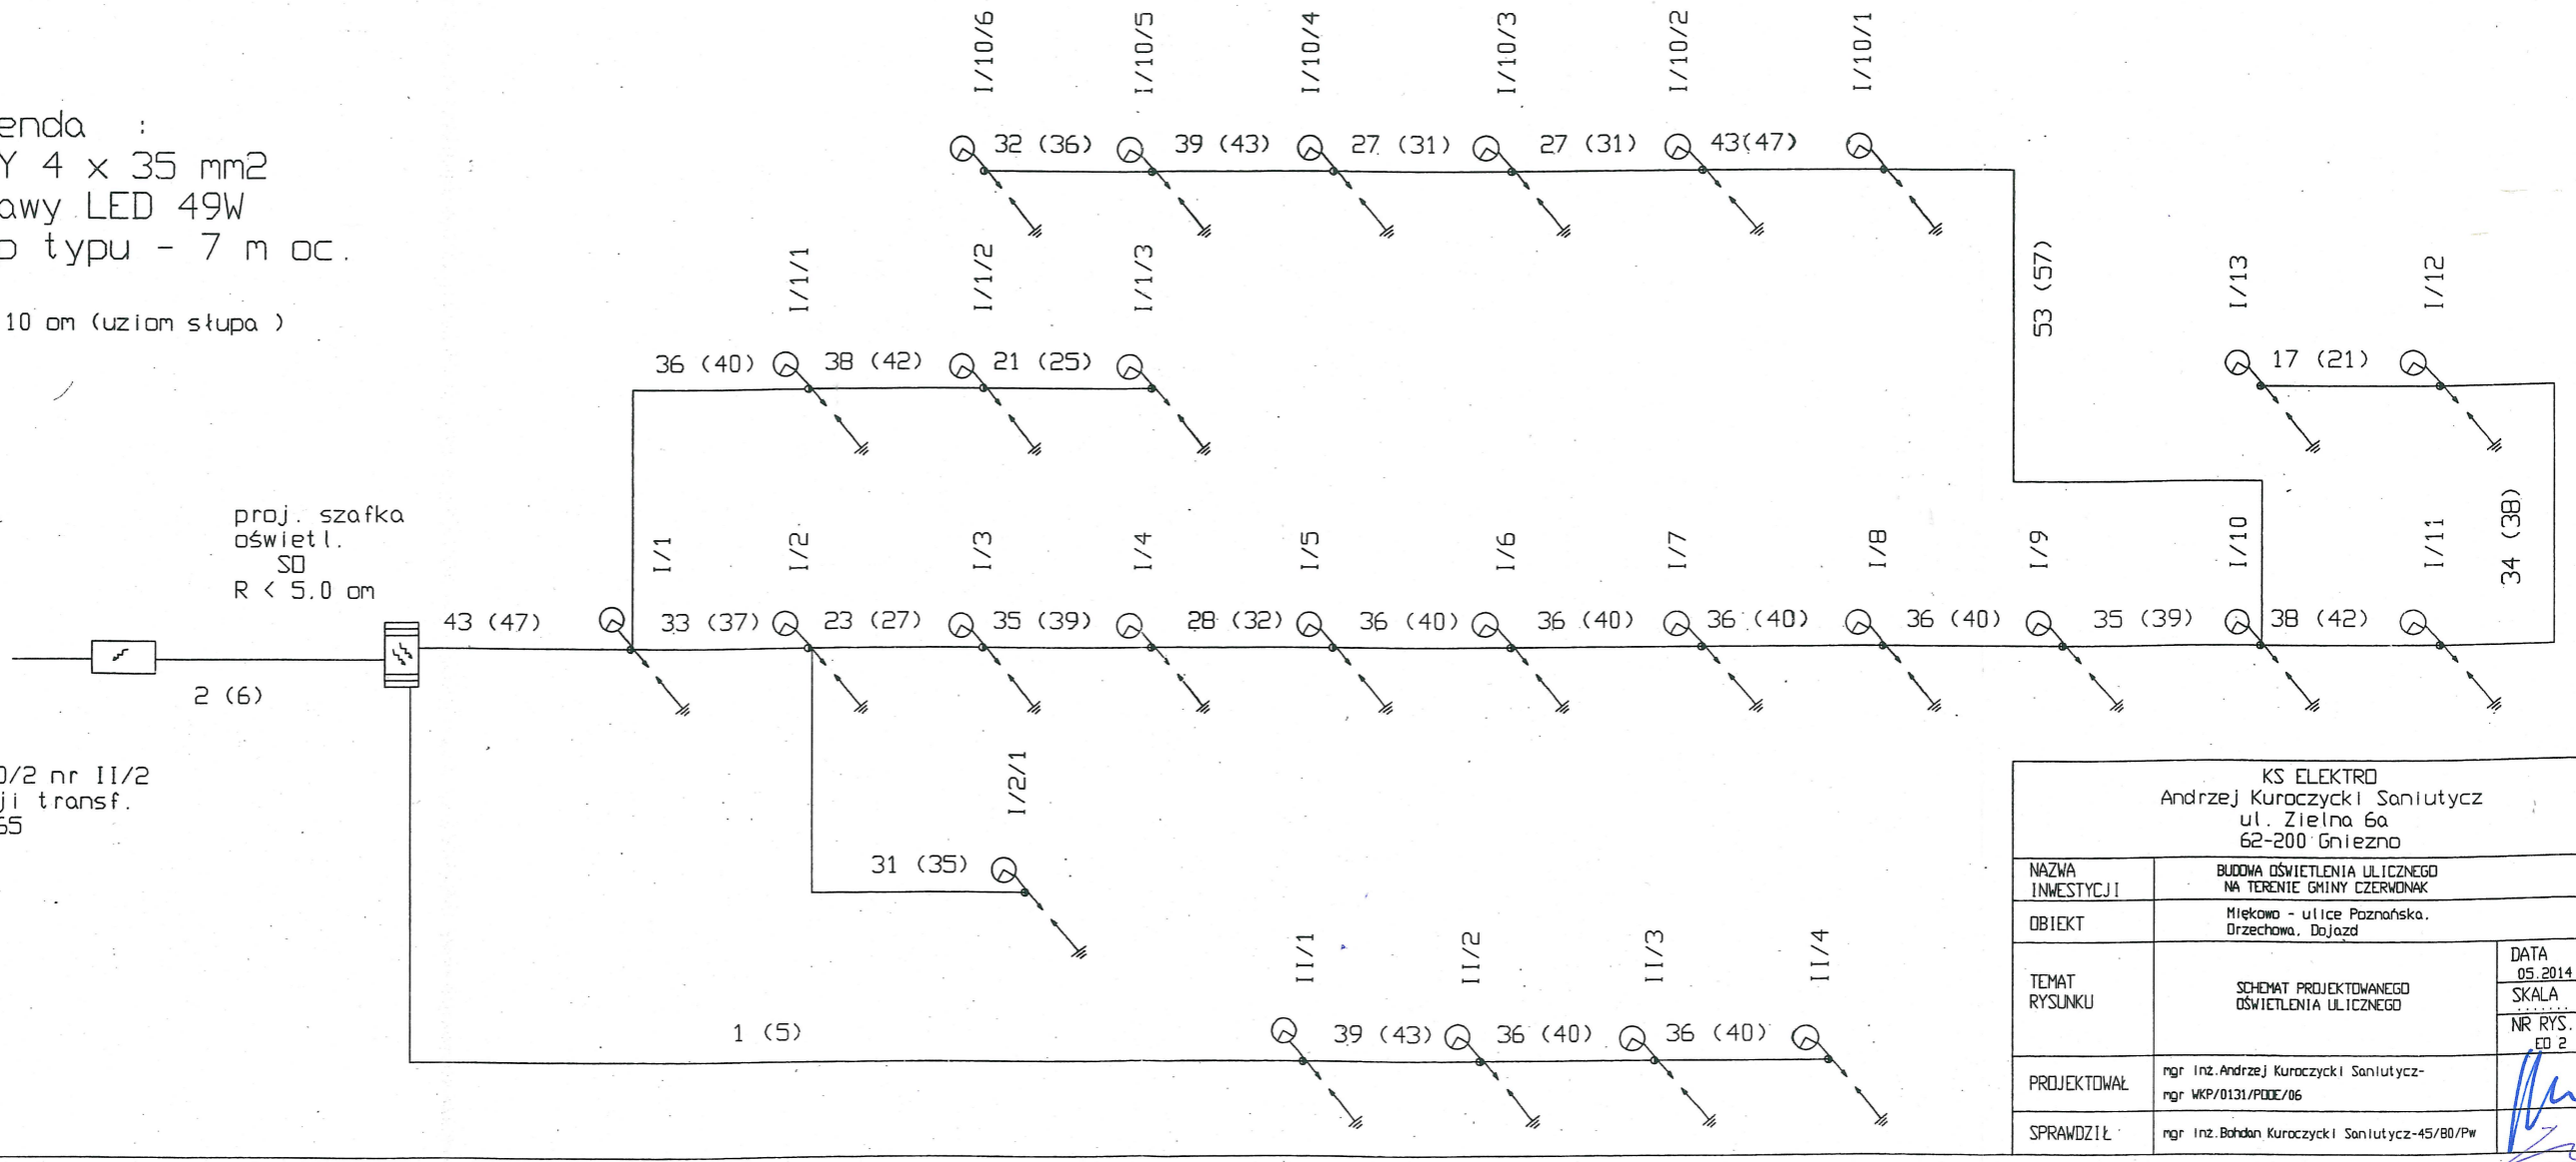 I/10/6 I/10/5 I/10/4 I/10/3 I/10/2 I/10/1
enda :
Y 4 x 35 mm2
awy LED 49W
o typu - 7 m oc.
10 om (uziom słupa )
32 (36) 39 (43) 27 (31) 27 (31) 43(47)
53 (57)
I/1/1 I/1/2 I/1/3
36 (40) 38 (42) 21 (25)
I/13 I/12
17 (21)
34 (38)
proj. szafka
oświetl.
SO
R < 5.0 om
I/1 I/2 I/3 I/4 I/5 I/6 I/7 I/8 I/9 I/10 I/11
43 (47) 33 (37) 23 (27) 35 (39) 28 (32) 36 (40) 36 (40) 36 (40) 36 (40) 35 (39) 38 (42)
2 (6)
0/2 nr II/2
ji transf.
65
I/2/1
31 (35)
II/1 II/2 II/3 II/4
1 (5) 39 (43) 36 (40) 36 (40)
KS ELEKTRO
Andrzej Kuroczycki Saniutycz
ul. Zielna 6a
62-200 Gniezno
NAZWA
INWESTYCJI
BUDOWA OŚWIETLENIA ULICZNEGO
NA TERENIE GMINY CZERWONAK
OBIEKT
Miękowo - ulice Poznańska,
Orzechowa, Dojazd
TEMAT
RYSUNKU
SCHEMAT PROJEKTOWANEGO
OŚWIETLENIA ULICZNEGO
DATA
05.2014
SKALA
.......
NR RYS.
EO 2
PROJEKTOWAŁ
mgr inż.Andrzej Kuroczycki Saniutycz-
mgr WKP/0131/POOE/06
SPRAWDZIŁ
mgr inż.Bohdan Kuroczycki Saniutycz-45/80/Pw